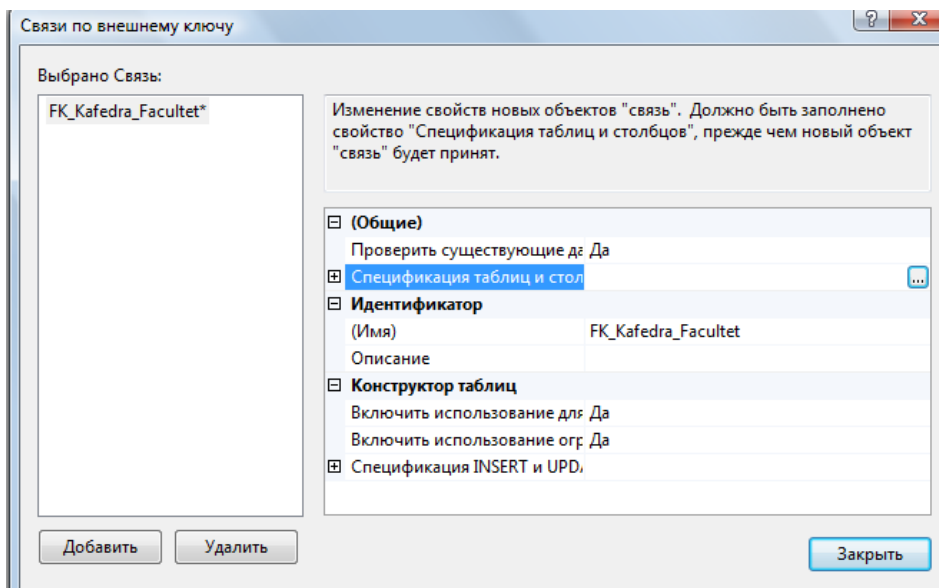 Связи по внешнему ключу
Выбрано Связь:
FK_Kafedra_Facultet*
Изменение свойств новых объектов "связь". Должно быть заполнено
свойство "Спецификация таблиц и столбцов", прежде чем новый объект
"связь" будет принят.
(Общие)
Проверить существующие да Да
Спецификация таблиц и стол ...
Идентификатор
(Имя) FK_Kafedra_Facultet
Описание
Конструктор таблиц
Включить использование для Да
Включить использование огр Да
Спецификация INSERT и UPDA
Добавить Удалить
Закрыть